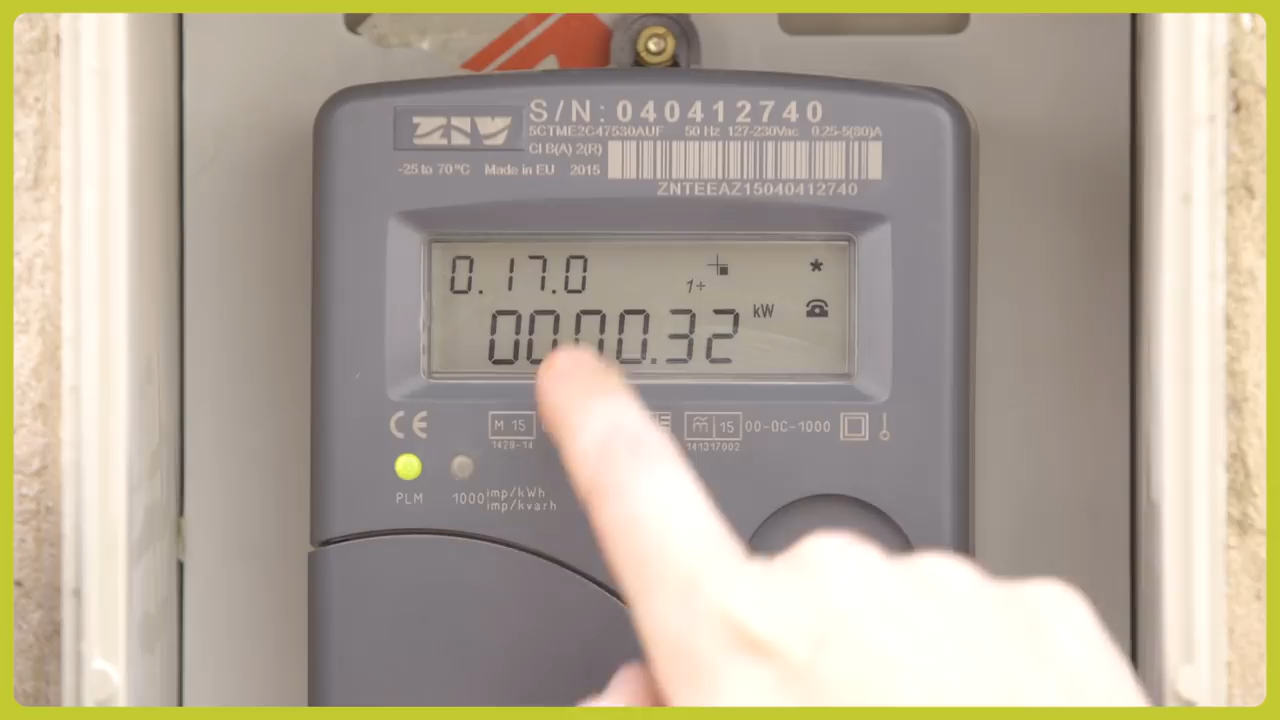 ZIV
S/N: 040412740
5CTME2C47530AUF 50 Hz 127-230Vac 0.25-5(80)A
Cl B(A) 2(R)
-25 to 70 ºC Made in EU 2015
ZNTEEAZ15040412740
0.17.0
1+
*
0000.32 kW
CE
M 15
15
00-0C-1000
1428-14
141317002
PLM
1000 imp/kWh
imp/kvarh